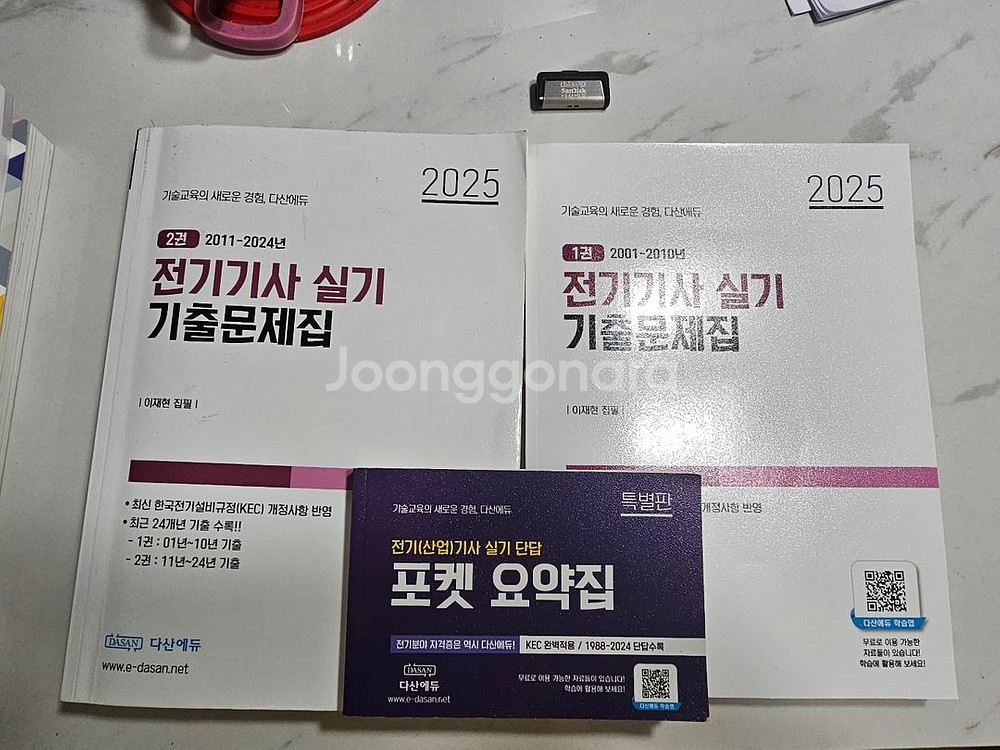 SanDisk
2025
기술교육의 새로운 경험, 다산에듀
2권 2011-2024년
전기기사 실기
기출문제집
| 이재현 집필 |
• 최신 한국전기설비규정(KEC) 개정사항 반영
• 최근 24개년 기출 수록!!
- 1권 : 01년~10년 기출
- 2권 : 11년~24년 기출
DASAN 다산에듀
www.e-dasan.net
2025
기술교육의 새로운 경험, 다산에듀
1권 2001-2010년
전기기사 실기
기출문제집
| 이재현 집필 |
개정사항 반영
다산에듀 학습앱
무료로 이용 가능한
자료들이 있습니다!
학습에 활용해 보세요!
Joonggonara
특별판
기술교육의 새로운 경험, 다산에듀
전기(산업)기사 실기 단답
포켓 요약집
전기분야 자격증은 역시 다산에듀! KEC 완벽적용 / 1988-2024 단답수록
DASAN
다산에듀
www.e-dasan.net
무료로 이용 가능한 자료들이 있습니다!
학습에 활용해 보세요!
다산에듀 학습앱